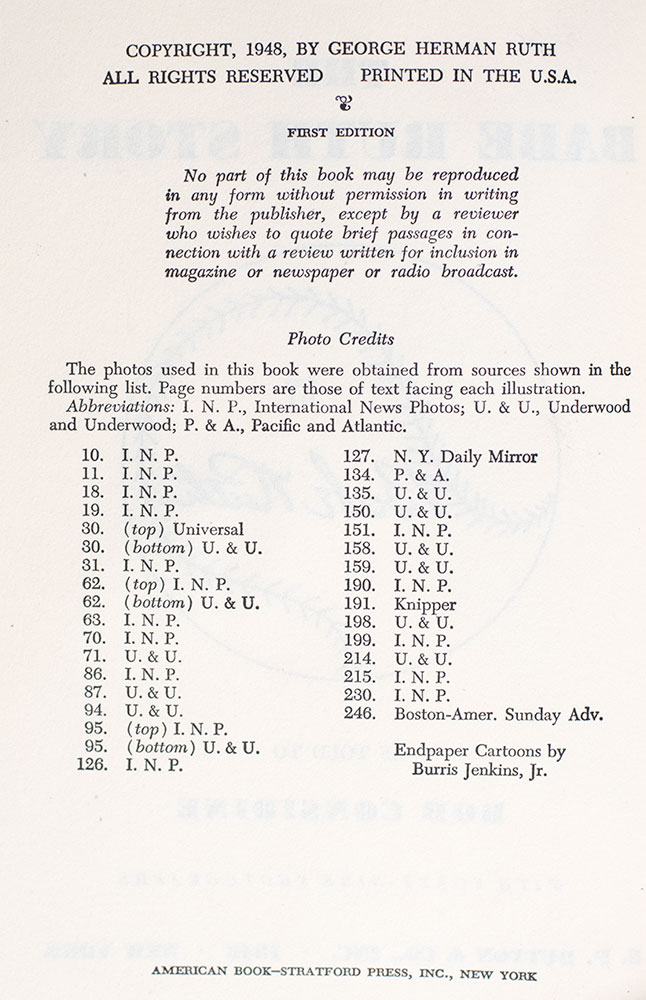 COPYRIGHT, 1948, BY GEORGE HERMAN RUTH
ALL RIGHTS RESERVED PRINTED IN THE U.S.A.
FIRST EDITION
No part of this book may be reproduced
in any form without permission in writing
from the publisher, except by a reviewer
who wishes to quote brief passages in con-
nection with a review written for inclusion in
magazine or newspaper or radio broadcast.
Photo Credits
The photos used in this book were obtained from sources shown in the
following list. Page numbers are those of text facing each illustration.
Abbreviations: I. N. P., International News Photos; U. & U., Underwood
and Underwood; P. & A., Pacific and Atlantic.
10. I. N. P.
11. I. N. P.
18. I. N. P.
19. I. N. P.
30. (top) Universal
30. (bottom) U. & U.
31. I. N. P.
62. (top) I. N. P.
62. (bottom) U. & U.
63. I. N. P.
70. I. N. P.
71. U. & U.
86. I. N. P.
87. U. & U.
94. U. & U.
95. (top) I. N. P.
95. (bottom) U. & U.
126. I. N. P.
127. N. Y. Daily Mirror
134. P. & A.
135. U. & U.
150. U. & U.
151. I. N. P.
158. U. & U.
159. U. & U.
190. I. N. P.
191. Knipper
198. U. & U.
199. I. N. P.
214. U. & U.
215. I. N. P.
230. I. N. P.
246. Boston-Amer. Sunday Adv.
Endpaper Cartoons by
Burris Jenkins, Jr.
AMERICAN BOOK—STRATFORD PRESS, INC., NEW YORK